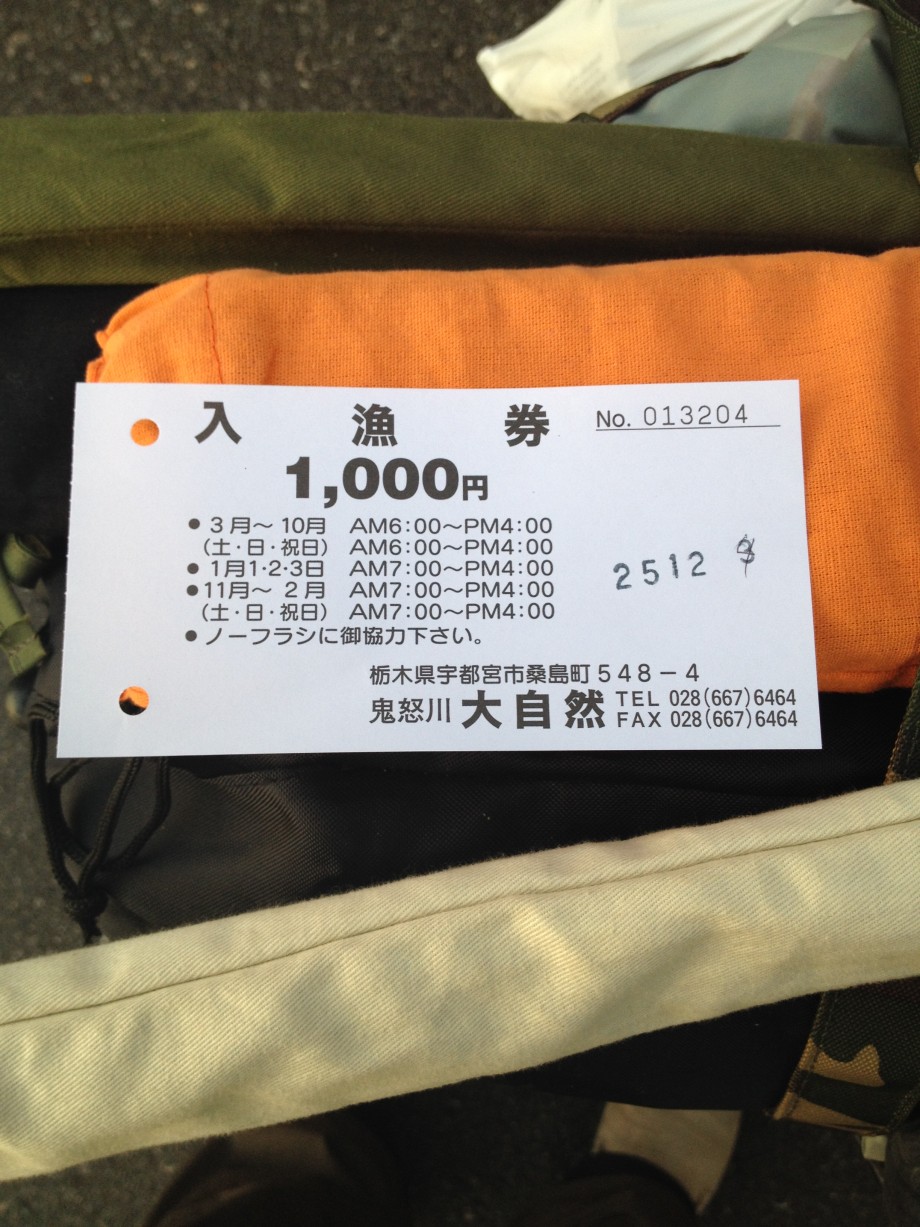 入漁券 No. 013204
1,000円
● 3月～10月 AM6:00～PM4:00
(土・日・祝日) AM6:00～PM4:00
● 1月1・2・3日 AM7:00～PM4:00
● 11月～ 2月 AM7:00～PM4:00
(土・日・祝日) AM7:00～PM4:00
● ノーフラシに御協力下さい。
2512
栃木県宇都宮市桑島町548－4
鬼怒川 大自然 TEL 028(667)6464
FAX 028(667)6464